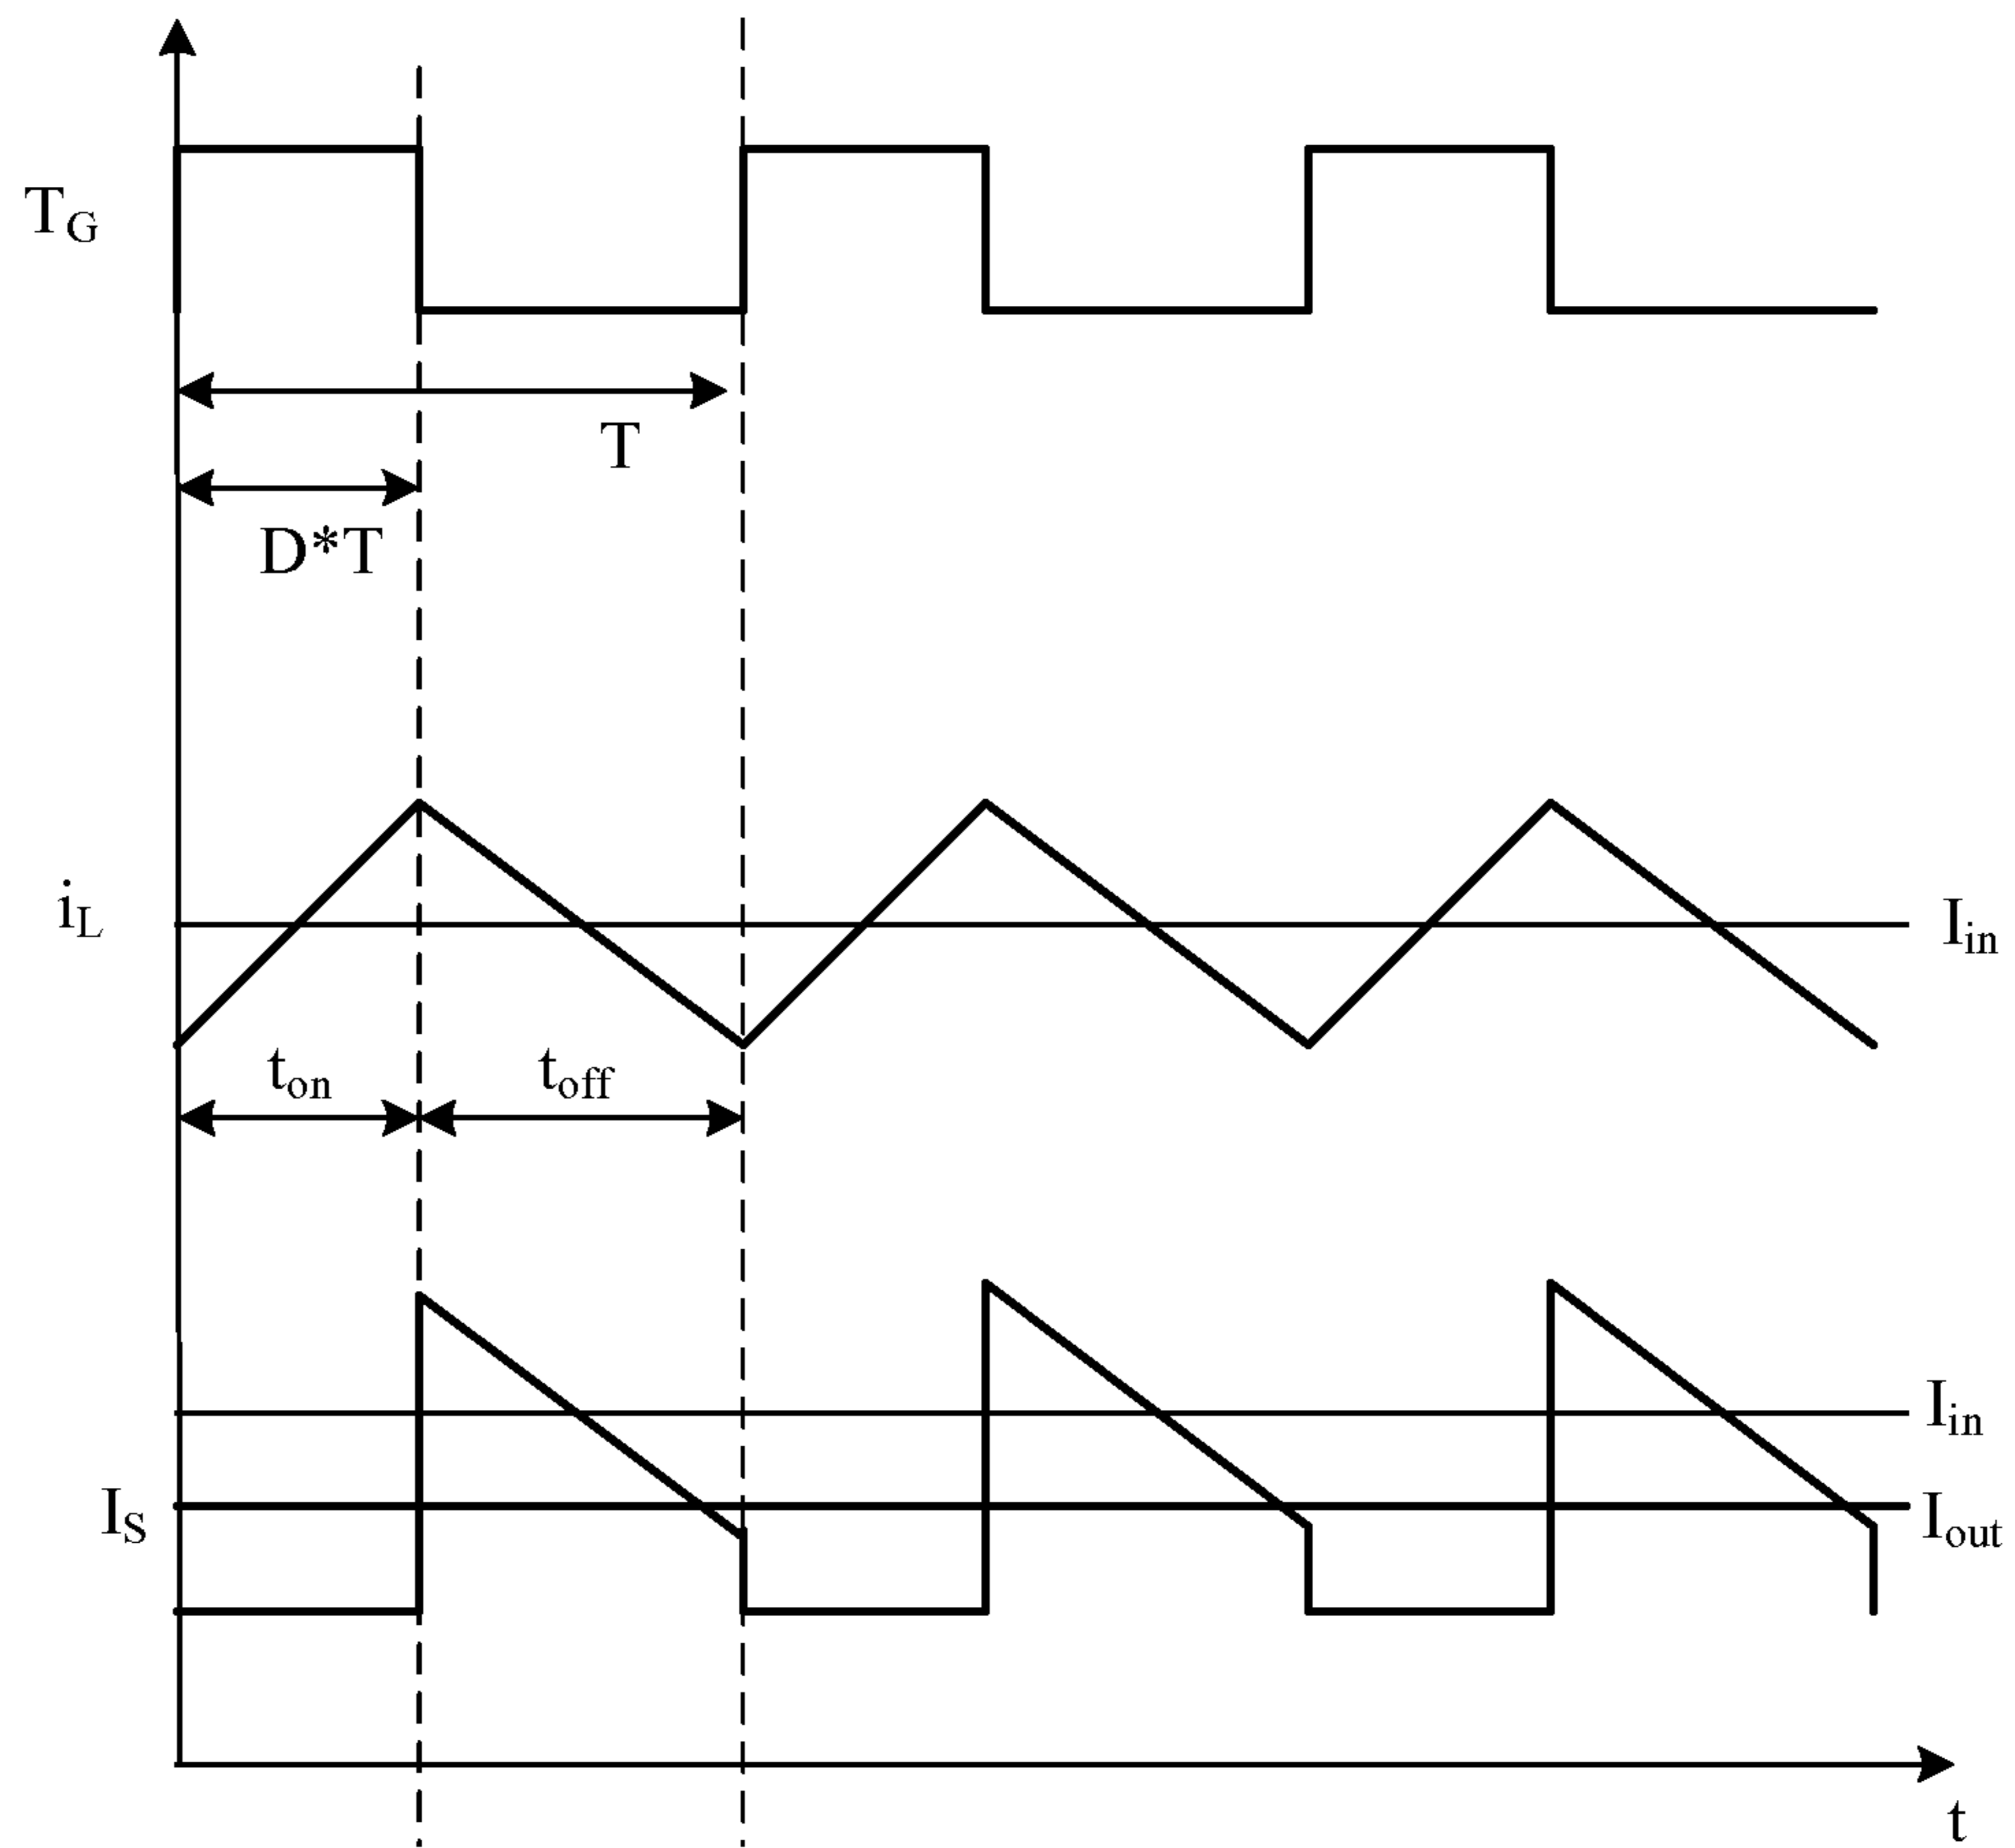 T_G
T
D*T
i_L
I_in
t_on
t_off
I_in
I_S
I_out
t